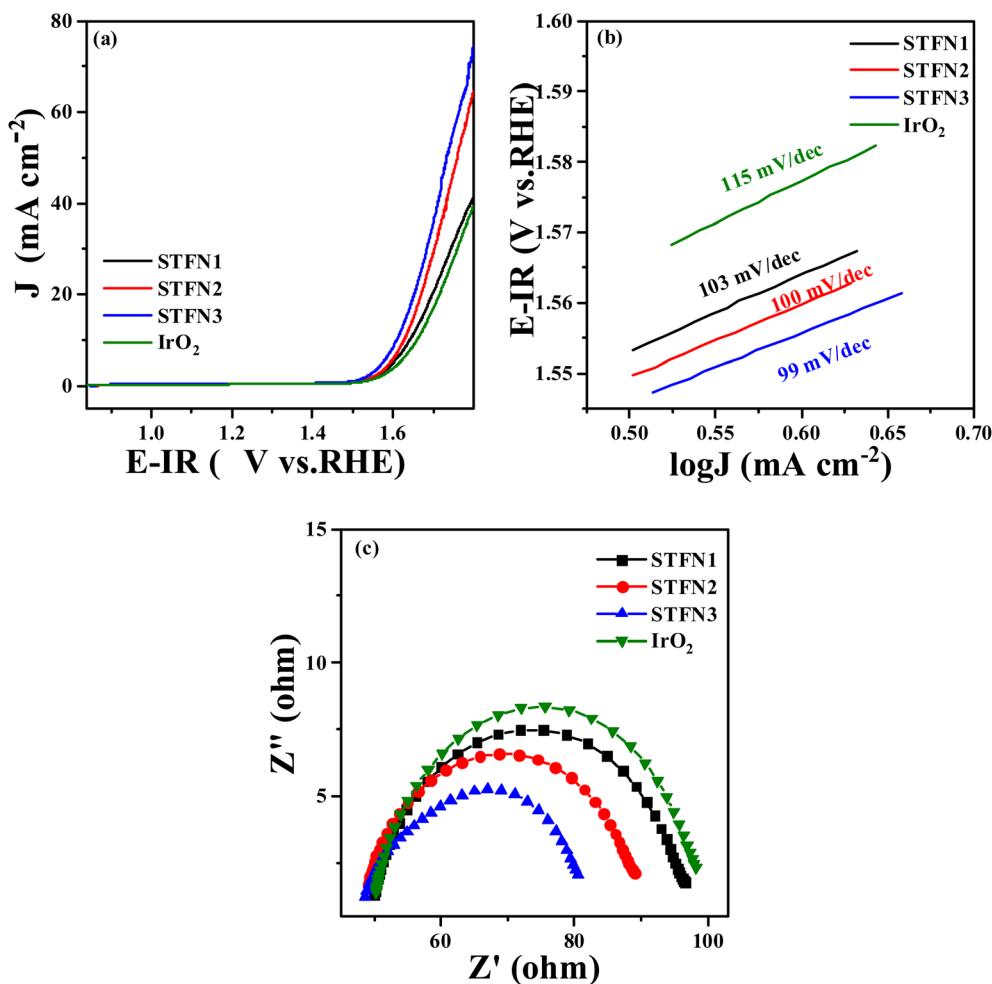 (a)
80
60
40
20
0
1.0
1.2
1.4
1.6
J (mA cm⁻²)
E-IR ( V vs.RHE)
STFN1
STFN2
STFN3
IrO₂
(b)
1.60
1.59
1.58
1.57
1.56
1.55
0.50
0.55
0.60
0.65
0.70
E-IR (V vs.RHE)
logJ (mA cm⁻²)
STFN1
STFN2
STFN3
IrO₂
115 mV/dec
103 mV/dec
100 mV/dec
99 mV/dec
(c)
15
10
5
60
80
100
Z'' (ohm)
Z' (ohm)
STFN1
STFN2
STFN3
IrO₂